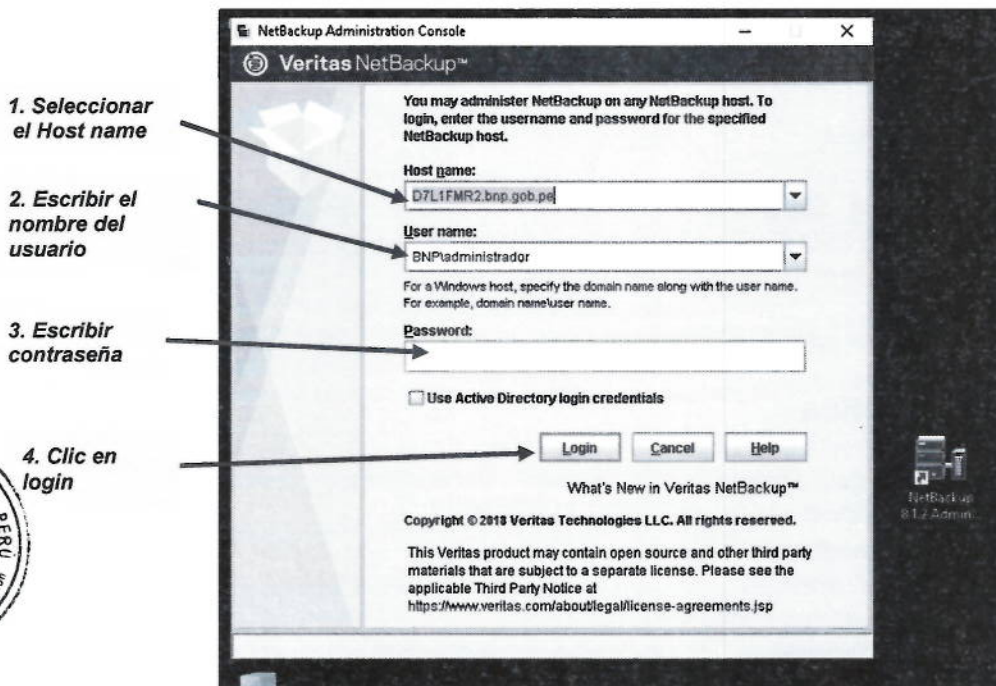 NetBackup Administration Console
Veritas NetBackup™
1. Seleccionar
el Host name
2. Escribir el
nombre del
usuario
3. Escribir
contraseña
4. Clic en
login
You may administer NetBackup on any NetBackup host. To
login, enter the username and password for the specified
NetBackup host.
Host name:
D7L1FMR2.bnp.gob.pe
User name:
BNP\administrador
For a Windows host, specify the domain name along with the user name.
For example, domain name\user name.
Password:
Use Active Directory login credentials
Login Cancel Help
What's New in Veritas NetBackup™
Copyright © 2018 Veritas Technologies LLC. All rights reserved.
This Veritas product may contain open source and other third party
materials that are subject to a separate license. Please see the
applicable Third Party Notice at
https://www.veritas.com/about/legal/license-agreements.jsp
NetBackup
8.1.2 Admin...
PERÚ